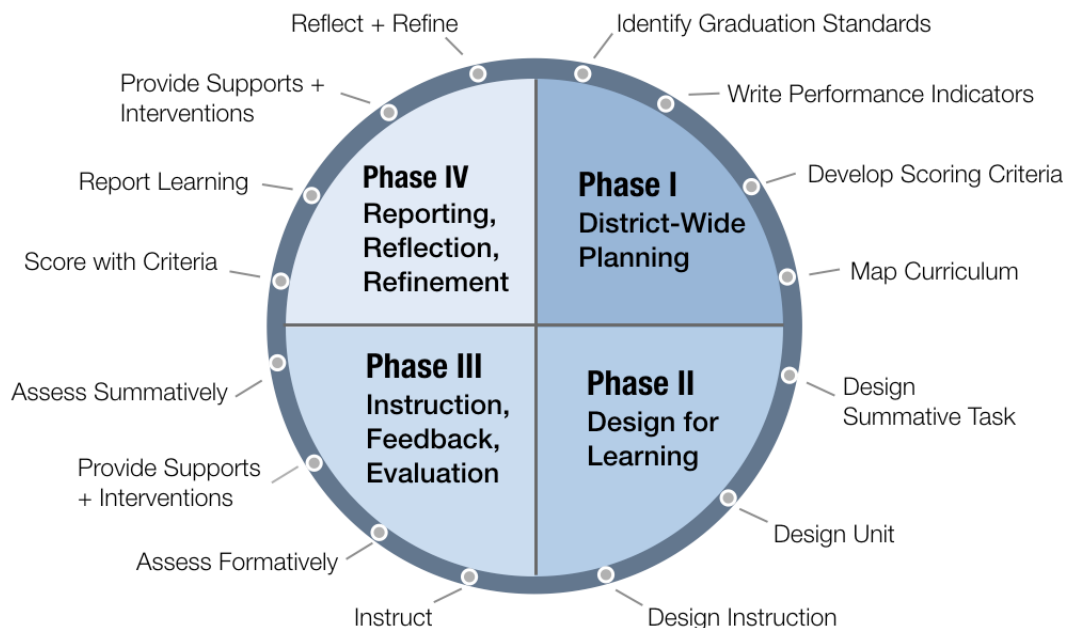 Identify Graduation Standards
Write Performance Indicators
Develop Scoring Criteria
Map Curriculum
Phase I
District-Wide
Planning
Design
Summative Task
Design Unit
Design Instruction
Phase II
Design for
Learning
Instruct
Assess Formatively
Provide Supports
+ Interventions
Assess Summatively
Phase III
Instruction,
Feedback,
Evaluation
Score with Criteria
Report Learning
Provide Supports +
Interventions
Reflect + Refine
Phase IV
Reporting,
Reflection,
Refinement